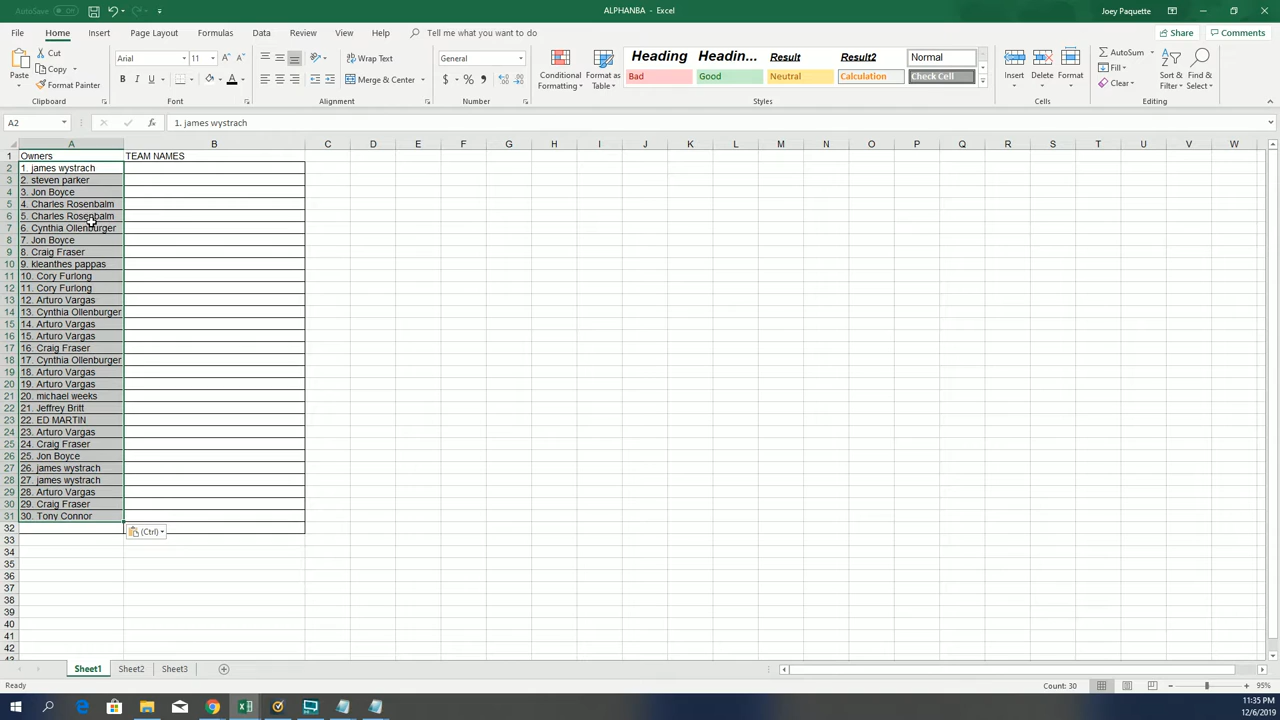 AutoSave Off
ALPHANBA - Excel
Joey Paquette
File Home Insert Page Layout Formulas Data Review View Help Tell me what you want to do
Share Comments
Paste
Cut
Copy
Format Painter
Clipboard
Arial 11
B I U
Font
Wrap Text
Merge & Center
Alignment
General
$ % 9
Number
Conditional Formatting
Format as Table
Heading Headin... Result Result2 Normal
Bad Good Neutral Calculation Check Cell
Styles
Insert Delete Format
Cells
AutoSum
Fill
Clear
Sort & Filter
Find & Select
Editing
A2 fx 1. james wystrach
A B C D E F G H I J K L M N O P Q R S T U V W
1 Owners TEAM NAMES
2 1. james wystrach
3 2. steven parker
4 3. Jon Boyce
5 4. Charles Rosenbalm
6 5. Charles Rosenbalm
7 6. Cynthia Ollenburger
8 7. Jon Boyce
9 8. Craig Fraser
10 9. kleanthes pappas
11 10. Cory Furlong
12 11. Cory Furlong
13 12. Arturo Vargas
14 13. Cynthia Ollenburger
15 14. Arturo Vargas
16 15. Arturo Vargas
17 16. Craig Fraser
18 17. Cynthia Ollenburger
19 18. Arturo Vargas
20 19. Arturo Vargas
21 20. michael weeks
22 21. Jeffrey Britt
23 22. ED MARTIN
24 23. Arturo Vargas
25 24. Craig Fraser
26 25. Jon Boyce
27 26. james wystrach
28 27. james wystrach
29 28. Arturo Vargas
30 29. Craig Fraser
31 30. Tony Connor
32
(Ctrl)
33
34
35
36
37
38
39
40
41
42
43
Sheet1 Sheet2 Sheet3
Ready
Count: 30
95%
11:35 PM
12/6/2019